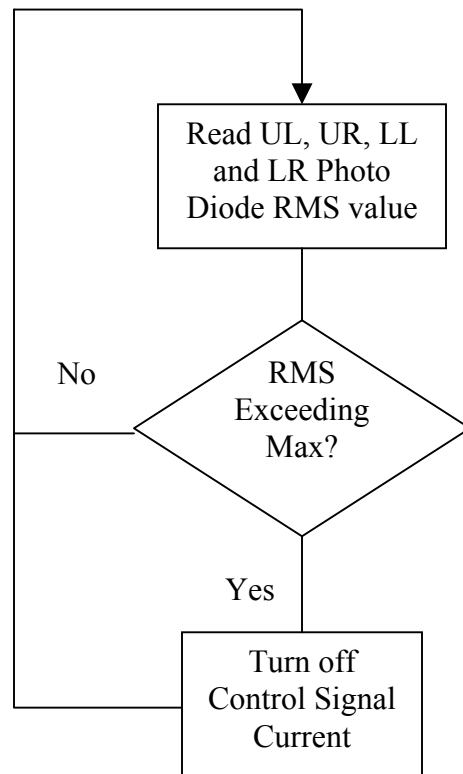 Read UL, UR, LL
and LR Photo
Diode RMS value
No
RMS
Exceeding
Max?
Yes
Turn off
Control Signal
Current